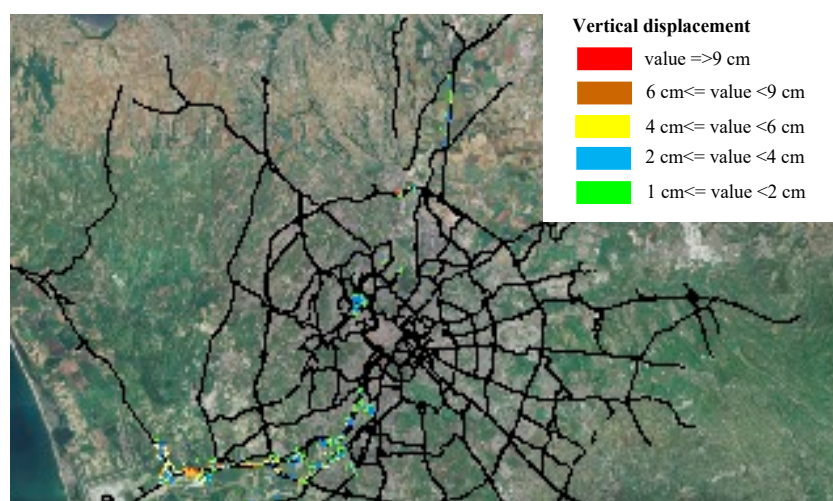 Vertical displacement
value =>9 cm
6 cm<= value <9 cm
4 cm<= value <6 cm
2 cm<= value <4 cm
1 cm<= value <2 cm